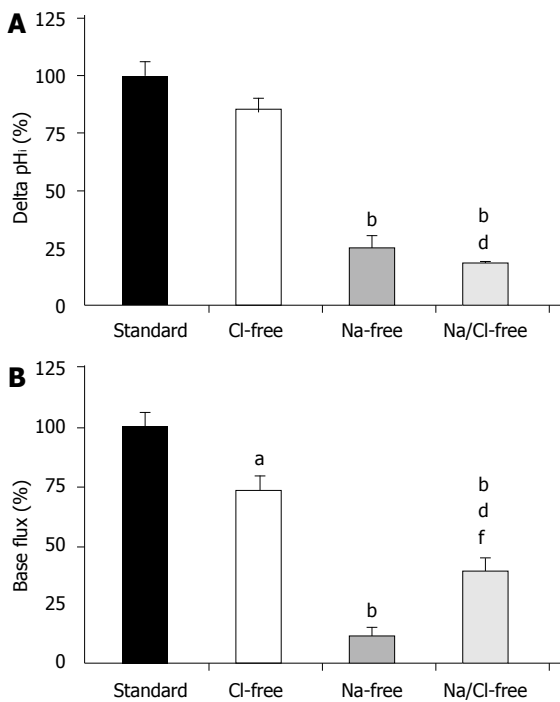 A
Delta pHi (%)
125
100
75
50
25
0
b
b
d
Standard Cl-free Na-free Na/Cl-free
B
Base flux (%)
125
100
75
50
25
0
a
b
b
d
f
Standard Cl-free Na-free Na/Cl-free